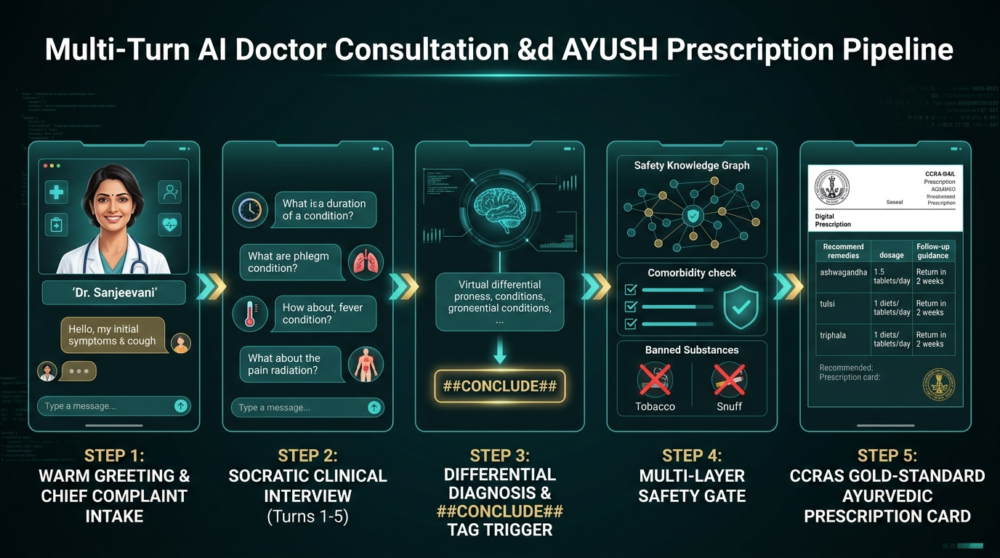 Multi-Turn AI Doctor Consultation &d AYUSH Prescription Pipeline
'Dr. Sanjeevani'
Hello, my initial
symptoms & cough
Type a message...
STEP 1:
WARM GREETING &
CHIEF COMPLAINT
INTAKE
What is a duration
of a condition?
What are phlegm
condition?
How about, fever
condition?
What about the
pain radiation?
Type a message...
STEP 2:
SOCRATIC CLINICAL
INTERVIEW
(Turns 1-5)
Virtual differential
proness, conditions,
gronsential conditions,
...
##CONCLUDE##
STEP 3:
DIFFERENTIAL
DIAGNOSIS &
##CONCLUDE##
TAG TRIGGER
Safety Knowledge Graph
Comorbidity check
Banned Substances
Tobacco
Snuff
STEP 4:
MULTI-LAYER
SAFETY GATE
Prescription
Seseal
Prescription
Digital
Prescription
Recommend remedies dosage Follow-up guidance
ashwagandha 1.5 tablets/day Return in 2 weeks
tulsi 1 diets/ tablets/day Return in 2 weeks
triphala 1 diets/ tablets/day Return in 2 weeks
Recommended:
Prescription card:
STEP 5:
CCRAS GOLD-STANDARD
AYURVEDIC
PRESCRIPTION CARD